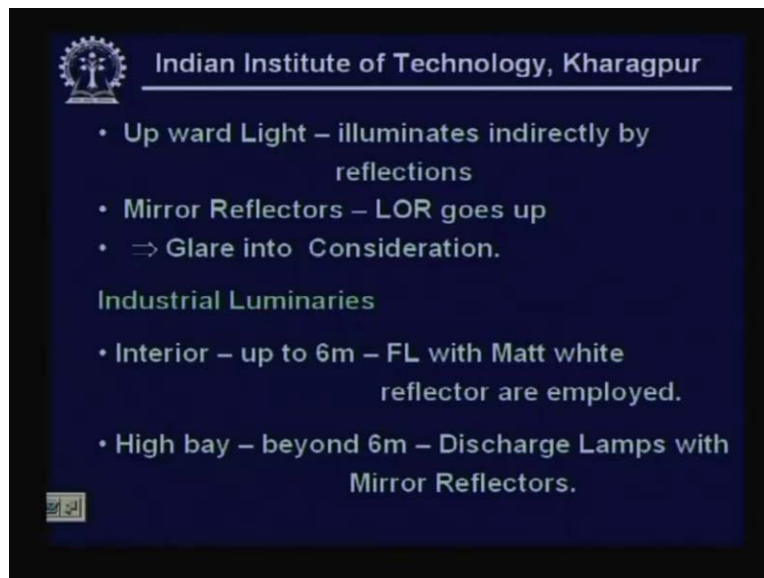 Indian Institute of Technology, Kharagpur
• Up ward Light – illuminates indirectly by
reflections
• Mirror Reflectors – LOR goes up
• ⇒ Glare into Consideration.
Industrial Luminaries
• Interior – up to 6m – FL with Matt white
reflector are employed.
• High bay – beyond 6m – Discharge Lamps with
Mirror Reflectors.